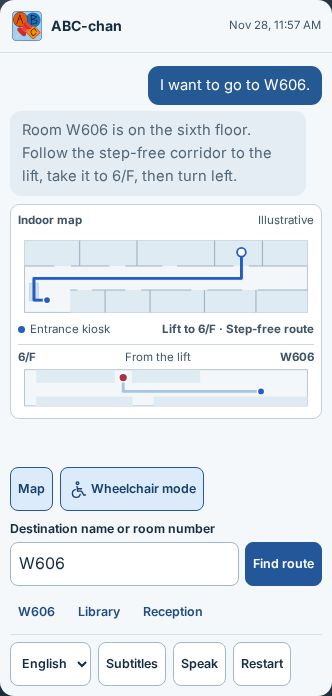 A B C
ABC-chan
Nov 28, 11:57 AM
I want to go to W606.
Room W606 is on the sixth floor.
Follow the step-free corridor to the
lift, take it to 6/F, then turn left.
Indoor map
Illustrative
Entrance kiosk
Lift to 6/F · Step-free route
6/F
From the lift
W606
Map
Wheelchair mode
Destination name or room number
W606
Find route
W606
Library
Reception
English
Subtitles
Speak
Restart